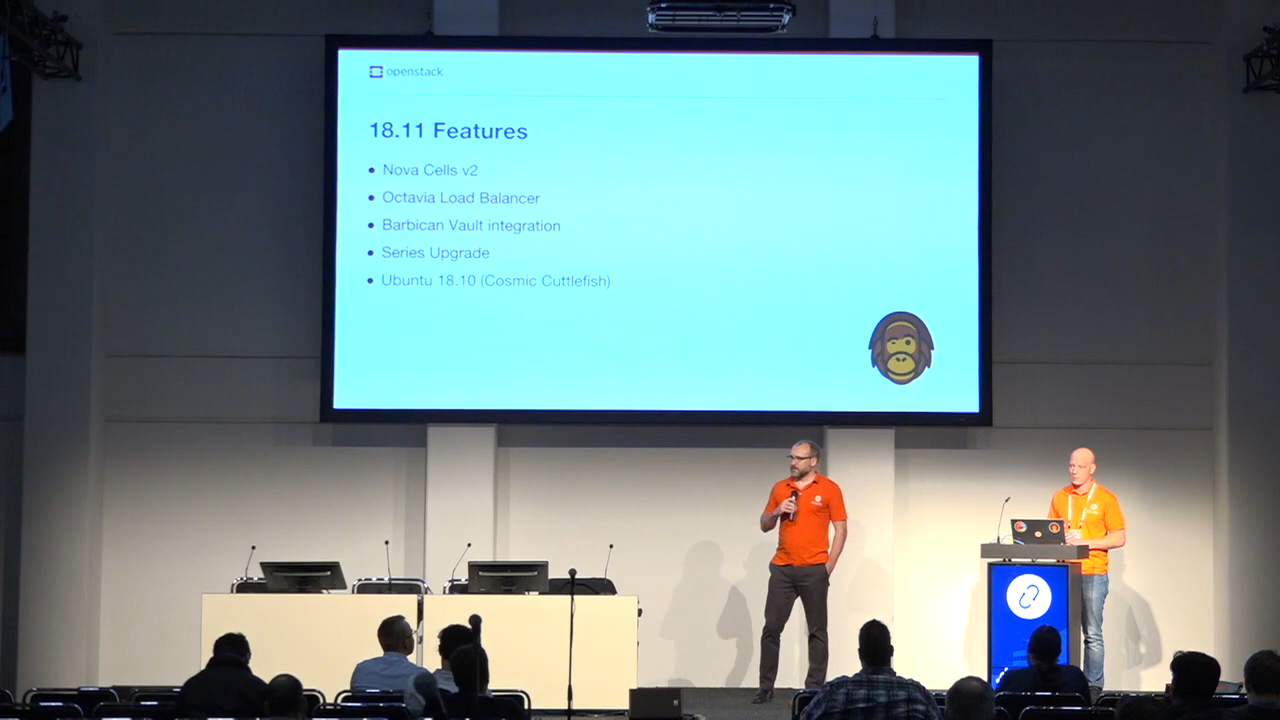 openstack.
18.11 Features
Nova Cells v2
Octavia Load Balancer
Barbican Vault integration
Series Upgrade
Ubuntu 18.10 (Cosmic Cuttlefish)